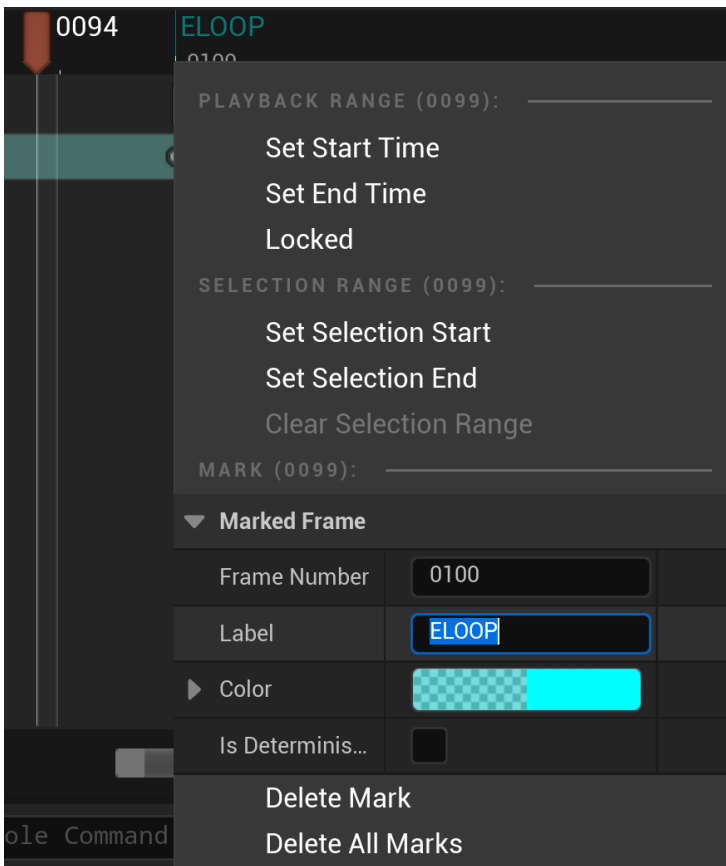 0094
ELOOP
0100
PLAYBACK RANGE (0099):
Set Start Time
Set End Time
Locked
SELECTION RANGE (0099):
Set Selection Start
Set Selection End
Clear Selection Range
MARK (0099):
Marked Frame
Frame Number 0100
Label ELOOP
Color
Is Determinis...
Delete Mark
ole Command
Delete All Marks